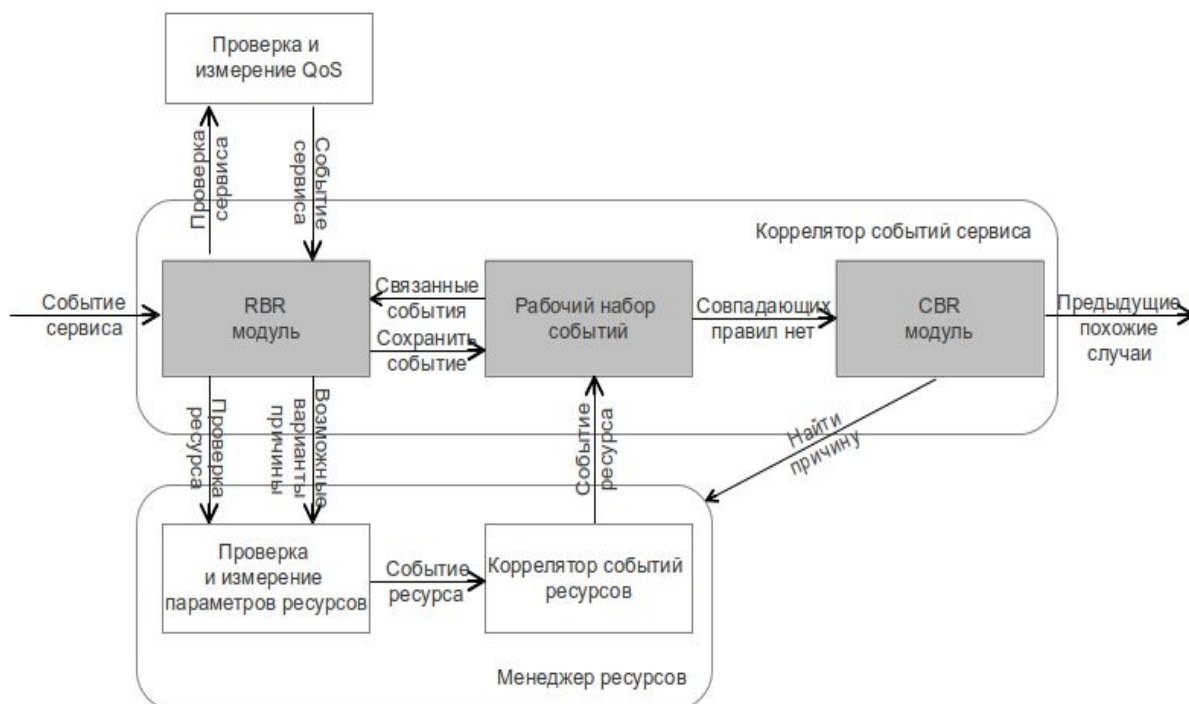 Проверка и
измерение QoS
Проверка
сервиса
Событие
сервиса
Коррелятор событий сервиса
Событие
сервиса
RBR
модуль
Связанные
события
Сохранить
событие
Рабочий набор
событий
Совпадающих
правил нет
CBR
модуль
Предыдущие
похожие
случаи
Проверка
ресурса
Возможные
варианты
причины
Событие
ресурса
Найти
причину
Проверка
и измерение
параметров ресурсов
Событие
ресурса
Коррелятор событий
ресурсов
Менеджер ресурсов